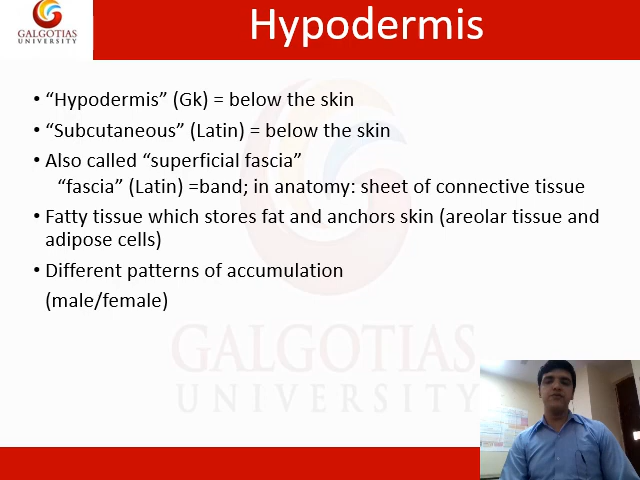 GALGOTIAS
UNIVERSITY
Hypodermis
• “Hypodermis” (Gk) = below the skin
• “Subcutaneous” (Latin) = below the skin
• Also called “superficial fascia”
“fascia” (Latin) =band; in anatomy: sheet of connective tissue
• Fatty tissue which stores fat and anchors skin (areolar tissue and
adipose cells)
• Different patterns of accumulation
(male/female)
GALGOTIAS
UNIVERSITY